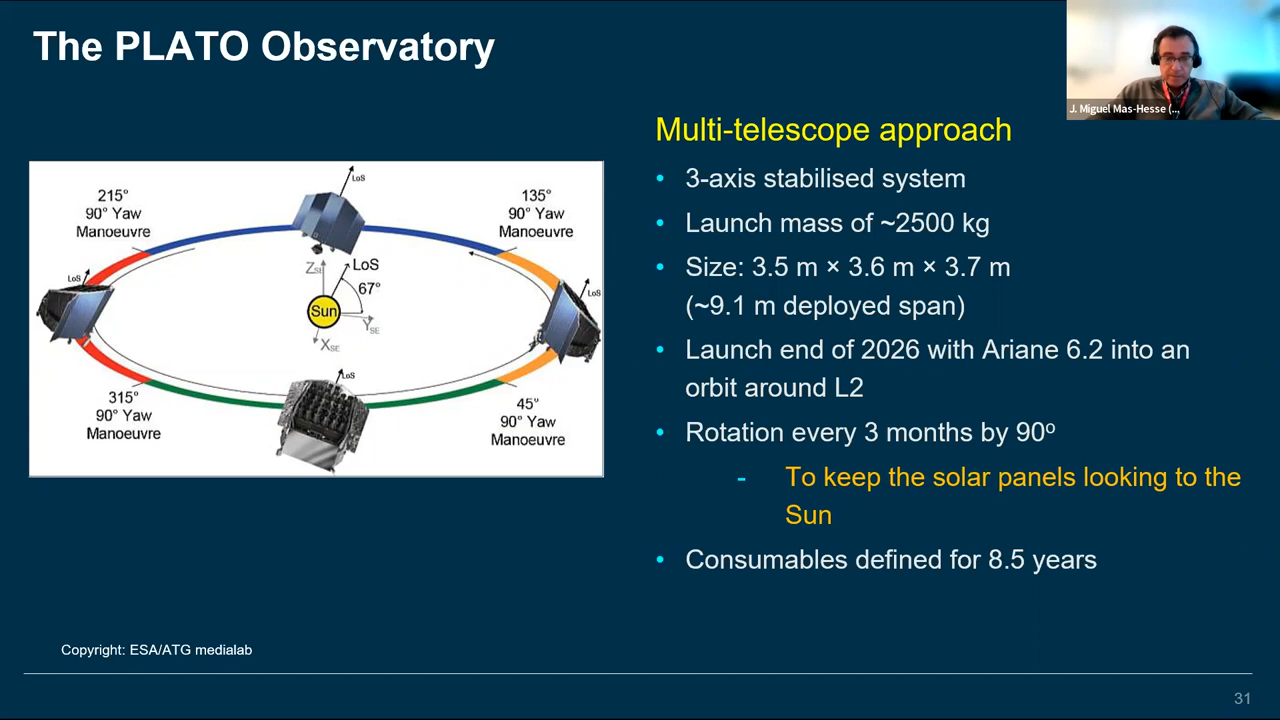 The PLATO Observatory
J. Miguel Mas-Hesse (...
Multi-telescope approach
• 3-axis stabilised system
• Launch mass of ~2500 kg
• Size: 3.5 m × 3.6 m × 3.7 m
(~9.1 m deployed span)
• Launch end of 2026 with Ariane 6.2 into an
orbit around L2
• Rotation every 3 months by 90º
- To keep the solar panels looking to the
Sun
• Consumables defined for 8.5 years
LoS
215°
90° Yaw
Manoeuvre
135°
90° Yaw
Manoeuvre
LoS
Z_SE
LoS
67°
LoS
Sun
Y_SE
X_SE
LoS
315°
90° Yaw
Manoeuvre
45°
90° Yaw
Manoeuvre
Copyright: ESA/ATG medialab
31